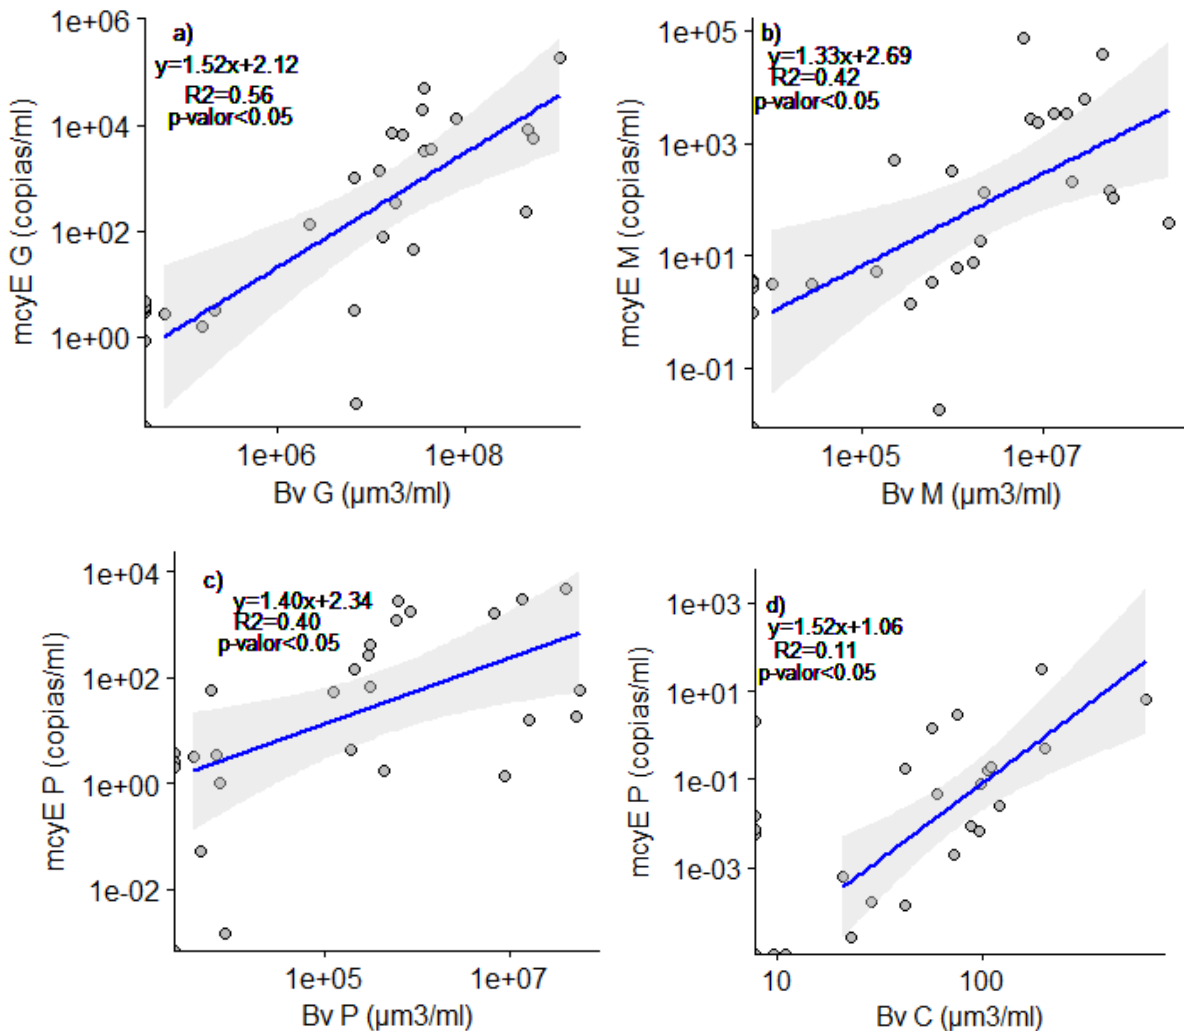 a)
y=1.52x+2.12
R2=0.56
p-valor<0.05
1e+06
1e+04
1e+02
1e+00
mcyE G (copias/ml)
1e+06 1e+08
Bv G (µm3/ml)
b)
y=1.33x+2.69
R2=0.42
p-valor<0.05
1e+05
1e+03
1e+01
1e-01
mcyE M (copias/ml)
1e+05 1e+07
Bv M (µm3/ml)
c)
y=1.40x+2.34
R2=0.40
p-valor<0.05
1e+04
1e+02
1e+00
1e-02
mcyE P (copias/ml)
1e+05 1e+07
Bv P (µm3/ml)
d)
y=1.52x+1.06
R2=0.11
p-valor<0.05
1e+03
1e+01
1e-01
1e-03
mcyE P (copias/ml)
10 100
Bv C (µm3/ml)